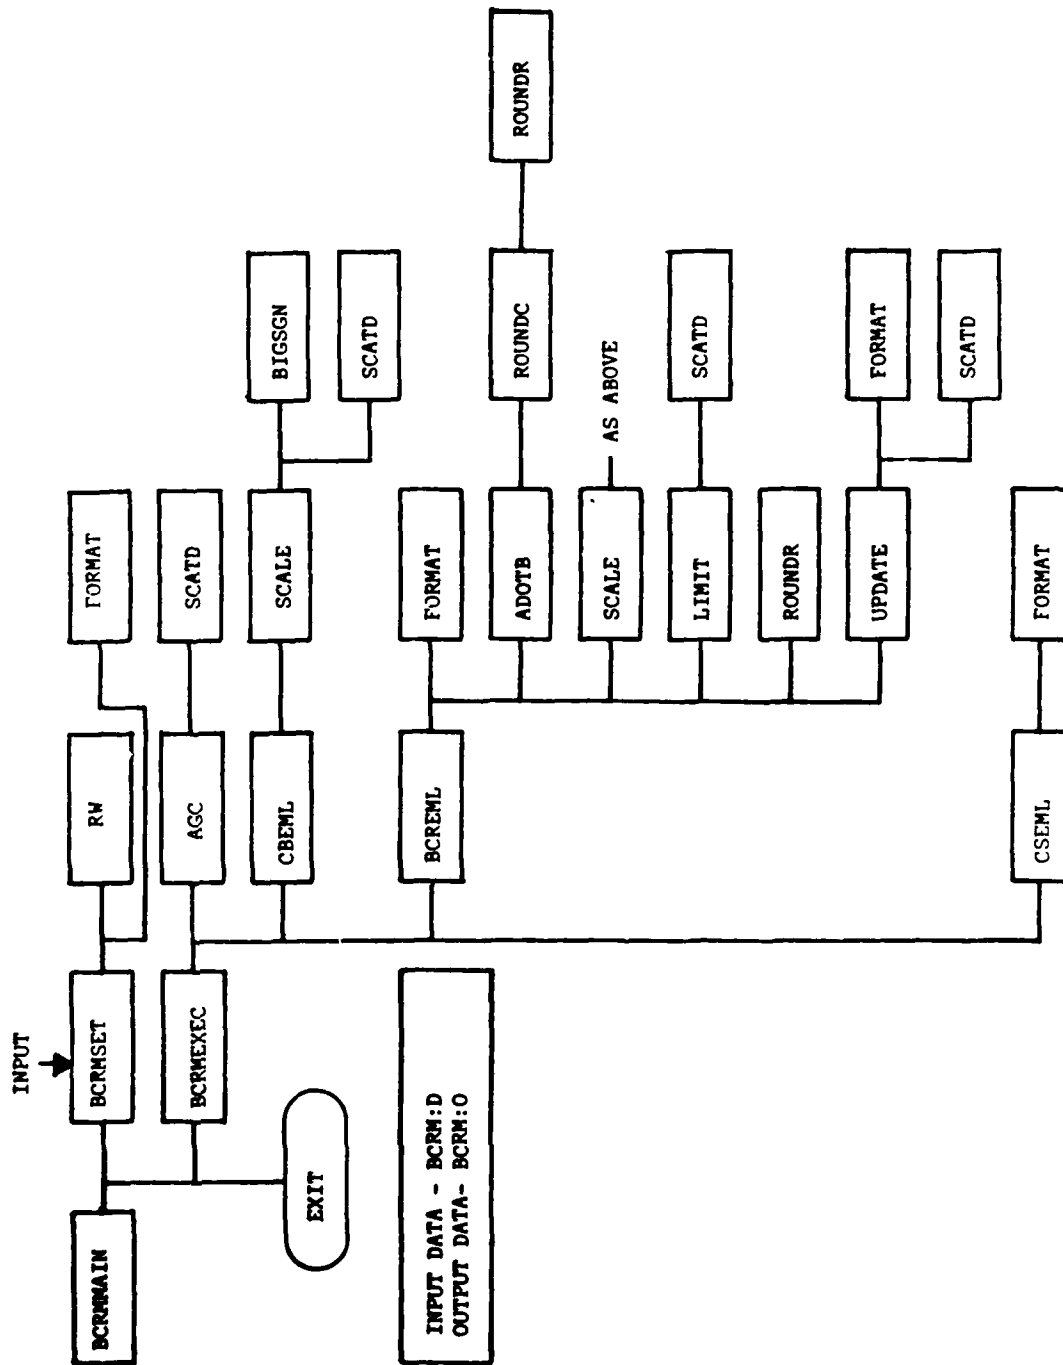 INPUT
BCRMMAIN
BCRMSET
RW
FORMAT
BCRMEXEC
AGC
SCATD
EXIT
CBEML
SCALE
BIGSGN
SCATD
INPUT DATA - BCRM:D
OUTPUT DATA- BCRM:O
BCREML
FORMAT
ADOTB
ROUNDC
ROUNDR
SCALE
AS ABOVE
LIMIT
SCATD
ROUNDR
UPDATE
FORMAT
SCATD
CSEML
FORMAT